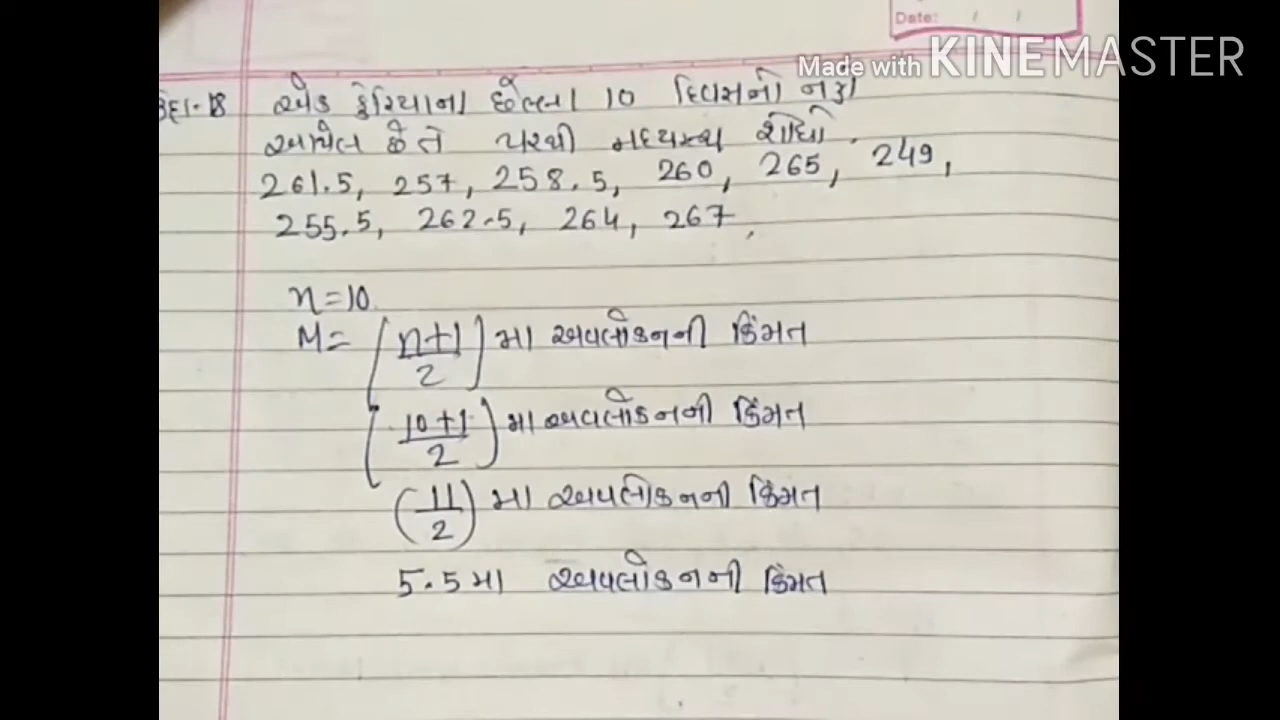 Date: / /
Made with KINEMASTER
ઉદા-18 એક ફેરિયાના છેલ્લા 10 દિવસનો નફો
આપેલ છે તે પરથી મધ્યસ્થ શોધો.
261.5, 257, 258.5, 260, 265, 249,
255.5, 262.5, 264, 267,
n=10
M= (n+1/2) મા અવલોકનની કિંમત
(10+1/2) મા અવલોકનની કિંમત
(11/2) મા અવલોકનની કિંમત
5.5મા અવલોકનની કિંમત